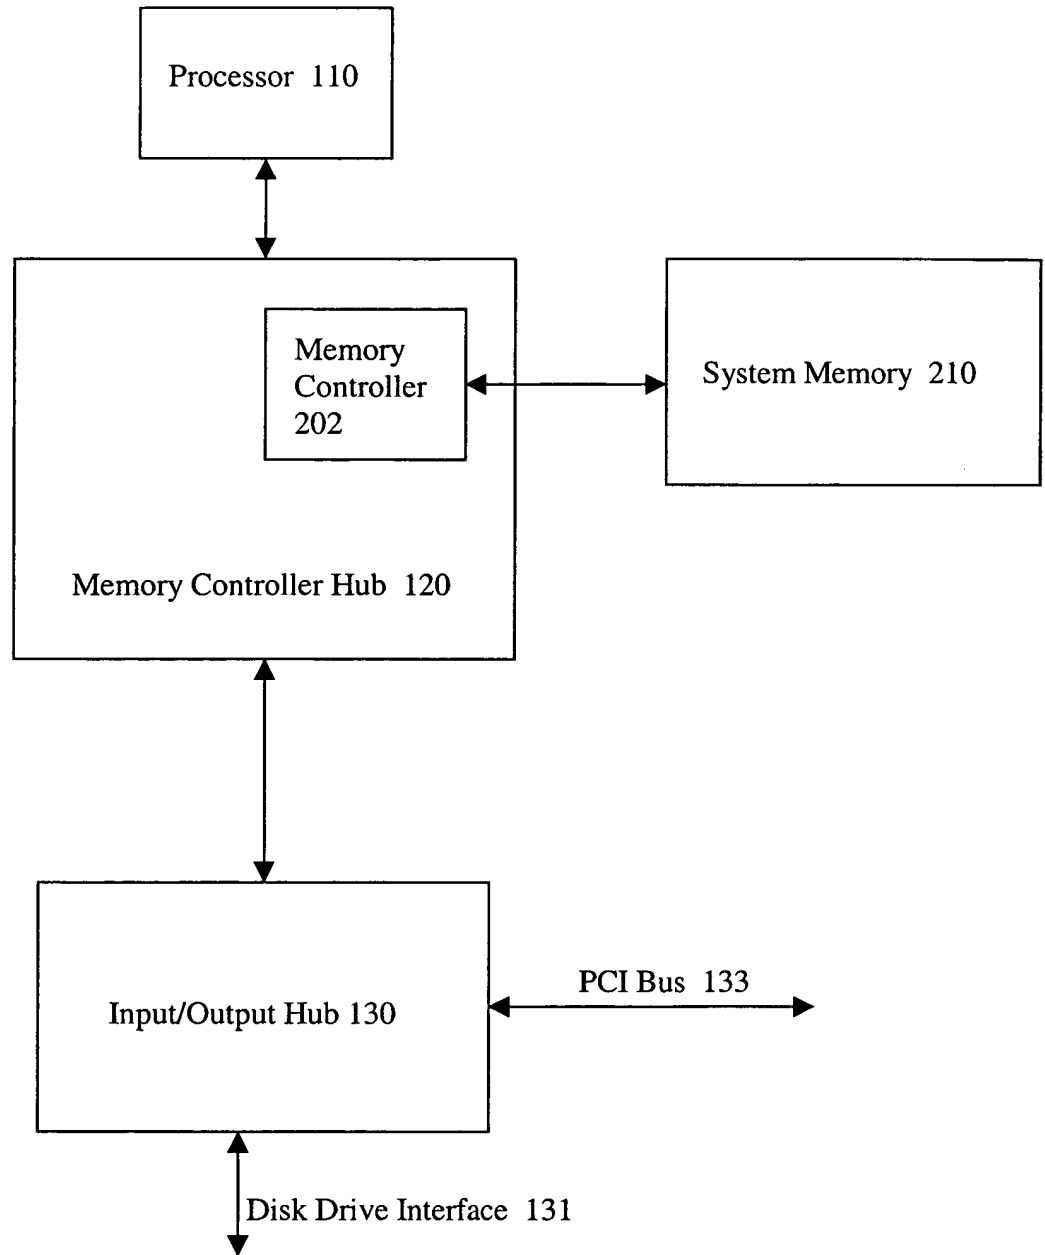 Processor 110
Memory
Controller
202
System Memory 210
Memory Controller Hub 120
PCI Bus 133
Input/Output Hub 130
Disk Drive Interface 131